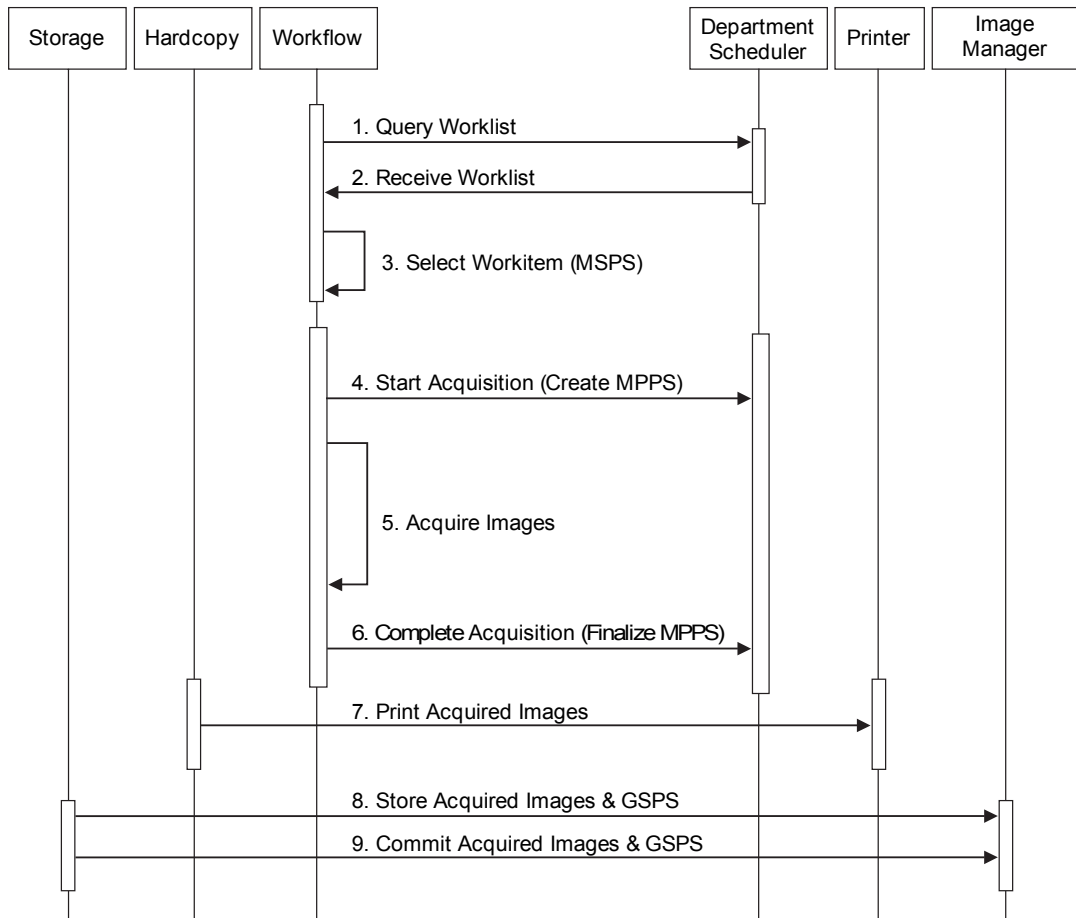 Storage
Hardcopy
Workflow
Department
Scheduler
Printer
Image
Manager
1. Query Worklist
2. Receive Worklist
3. Select Workitem (MSPS)
4. Start Acquisition (Create MPPS)
5. Acquire Images
6. Complete Acquisition (Finalize MPPS)
7. Print Acquired Images
8. Store Acquired Images & GSPS
9. Commit Acquired Images & GSPS